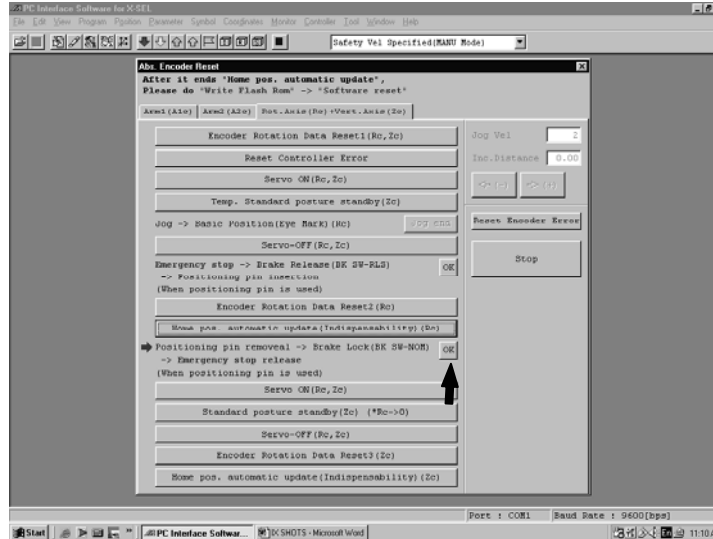 PC Interface Software for X-SEL
File Edit View Program Position Parameter Symbol Coordinates Monitor Controller Tool Window Help
Safety Vel Specified(MANU Mode)
Abs. Encoder Reset
After it ends "Home pos. automatic update",
Please do "Write Flash Rom" -> "Software reset"
Arm1(A1c) Arm2(A2c) Rot.Axis(Rc)+Vert.Axis(Zc)
Encoder Rotation Data Reset1(Rc,Zc)
Reset Controller Error
Servo ON(Rc,Zc)
Temp. Standard posture standby(Zc)
Jog -> Basic Position(Eye Mark)(Rc)
Jog end
Servo-OFF(Rc,Zc)
Emergency stop -> Brake Release(BK SW-RLS)
-> Positioning pin insertion
(When positioning pin is used)
OK
Encoder Rotation Data Reset2(Rc)
Home pos. automatic update(Indispensability)(Rc)
Positioning pin removeal -> Brake Lock(BK SW-NOM)
-> Emergency stop release
(When positioning pin is used)
OK
Servo ON(Rc,Zc)
Standard posture standby(Zc) (*Rc->0)
Servo-OFF(Rc,Zc)
Encoder Rotation Data Reset3(Zc)
Home pos. automatic update(Indispensability)(Zc)
Jog Vel 2
Inc.Distance 0.00
<-(-) ->(+)
Reset Encoder Error
Stop
Port : COM1 Baud Rate : 9600[bps]
Start
PC Interface Softwar...
IX SHOTS - Microsoft Word
En
11:10